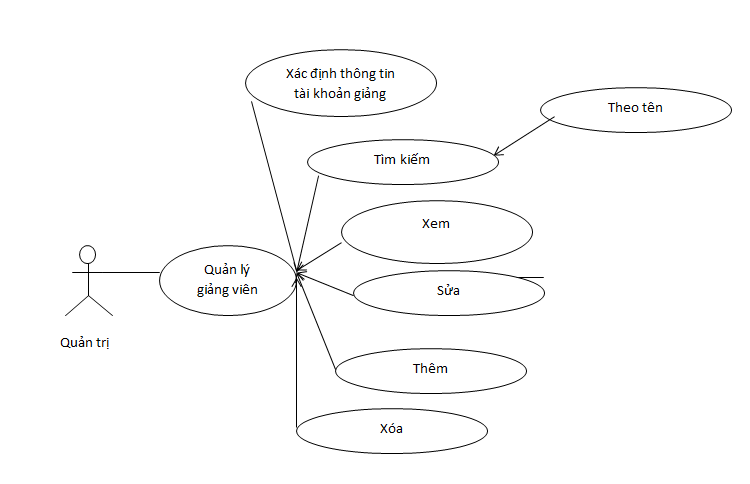 Xác định thông tin
tài khoản giảng
Theo tên
Tìm kiếm
Xem
Quản lý
giảng viên
Sửa
Quản trị
Thêm
Xóa